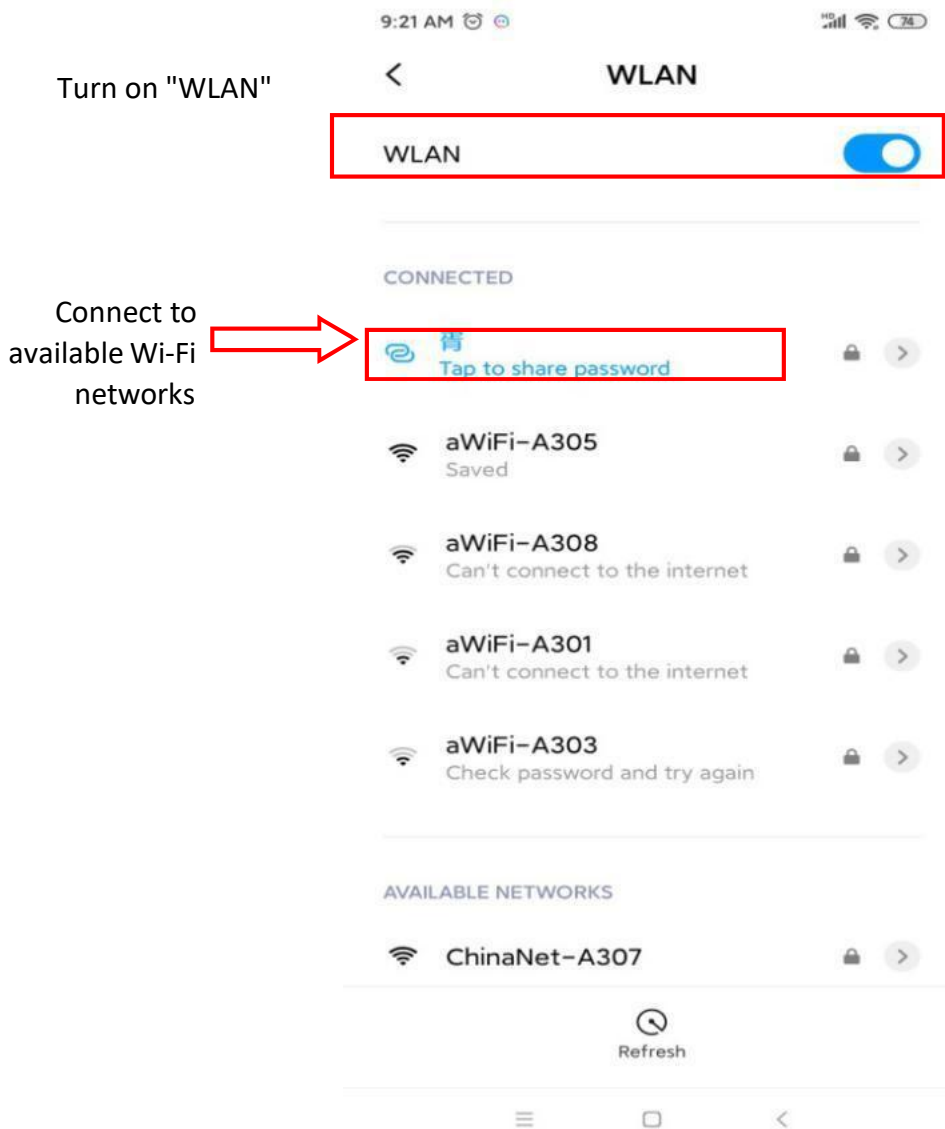 9:21 AM
HD
74
Turn on "WLAN"
WLAN
WLAN
CONNECTED
Connect to
available Wi-Fi
networks
胥
Tap to share password
aWiFi-A305
Saved
aWiFi-A308
Can't connect to the internet
aWiFi-A301
Can't connect to the internet
aWiFi-A303
Check password and try again
AVAILABLE NETWORKS
ChinaNet-A307
Refresh